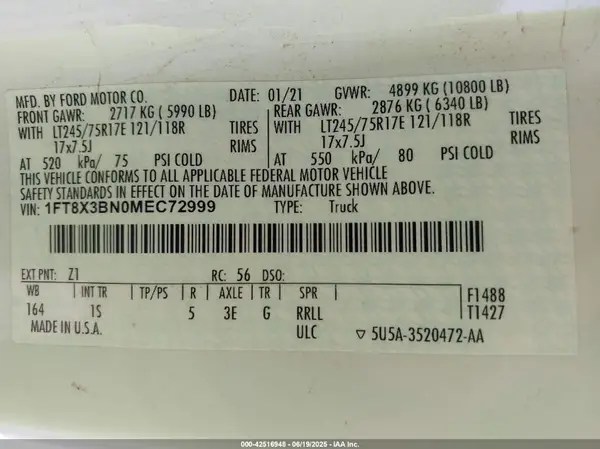 MFD. BY FORD MOTOR CO. DATE: 01/21 GVWR: 4899 KG (10800 LB)
FRONT GAWR: 2717 KG ( 5990 LB) REAR GAWR: 2876 KG ( 6340 LB)
WITH LT245/75R17E 121/118R TIRES WITH LT245/75R17E 121/118R TIRES
17x7.5J RIMS 17x7.5J RIMS
AT 520 kPa/ 75 PSI COLD AT 550 kPa/ 80 PSI COLD
THIS VEHICLE CONFORMS TO ALL APPLICABLE FEDERAL MOTOR VEHICLE
SAFETY STANDARDS IN EFFECT ON THE DATE OF MANUFACTURE SHOWN ABOVE.
VIN: 1FT8X3BN0MEC72999 TYPE: Truck
EXT PNT: Z1 RC: 56 DSO:
WB INT TR TP/PS R AXLE TR SPR F1488
164 1S 5 3E G RRLL T1427
MADE IN U.S.A. ULC ▽ 5U5A-3520472-AA
000-42516948 - 06/19/2025 - IAA Inc.